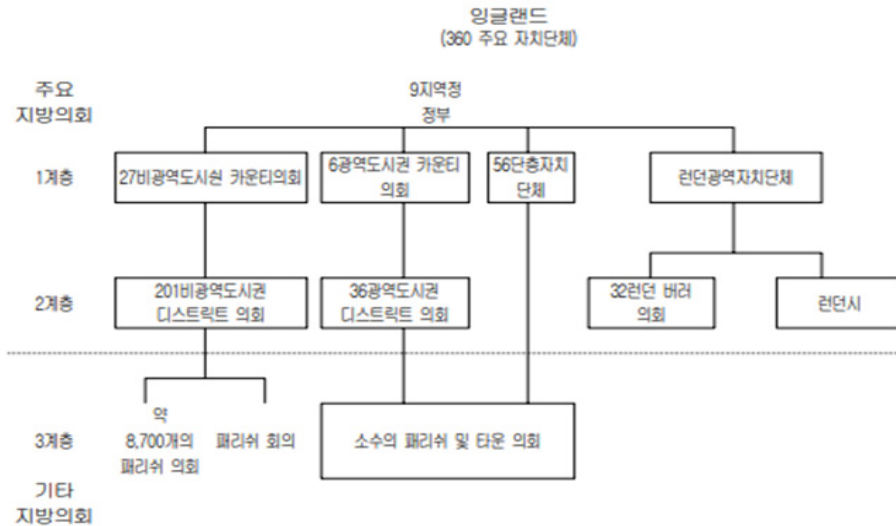 잉글랜드
(360 주요 자치단체)
주요
지방의회
9지역정
정부
1계층
27비광역도시원 카운티의회
6광역도시권 카운티
의회
56단층자치
단체
런던광역자치단체
2계층
201비광역도시권
디스트릭트 의회
36광역도시권
디스트릭트 의회
32런던 버러
의회
런던시
3계층
약
8,700개의
패리쉬 의회
패리쉬 회의
소수의 패리쉬 및 타운 의회
기타
지방의회